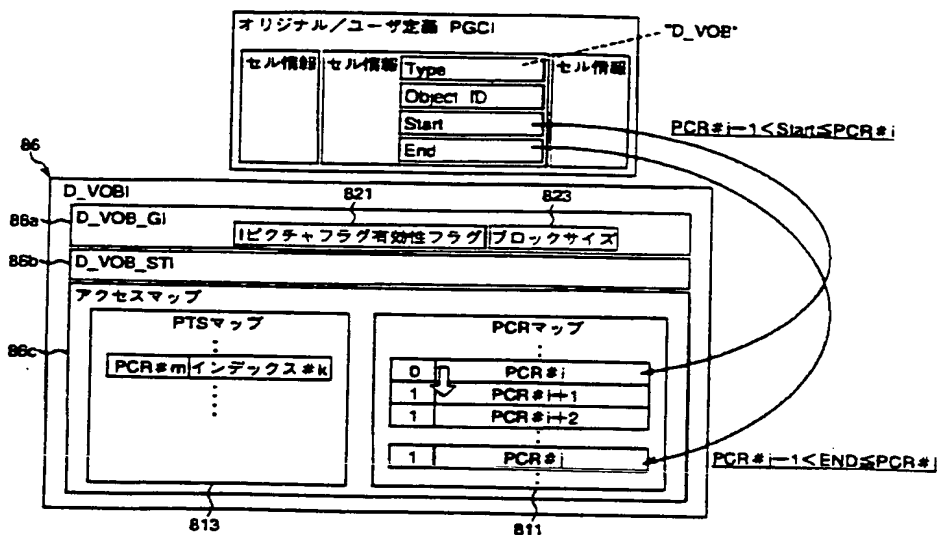 オリジナル／ユーザ定義 PGCI
"D_VOB"
セル情報
セル情報
Type
セル情報
Object ID
Start
End
PCR#i−1<Start≦PCR#i
86
D_VOBI
821
823
86a
D_VOB_GI
Iピクチャフラグ有効性フラグ
ブロックサイズ
86b
D_VOB_STI
アクセスマップ
86c
PTSマップ
PCRマップ
PCR#m
インデックス#k
0
PCR#i
1
PCR#i+1
1
PCR#i+2
1
PCR#j
PCR#j−1<END≦PCR#j
813
811